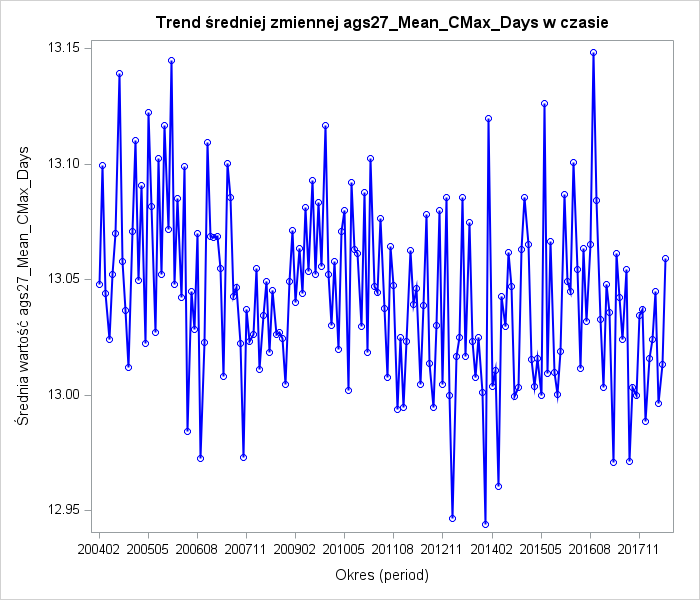 Trend średniej zmiennej ags27_Mean_CMax_Days w czasie
Średnia wartość ags27_Mean_CMax_Days
13.15
13.10
13.05
13.00
12.95
200402 200505 200608 200711 200902 201005 201108 201211 201402 201505 201608 201711
Okres (period)